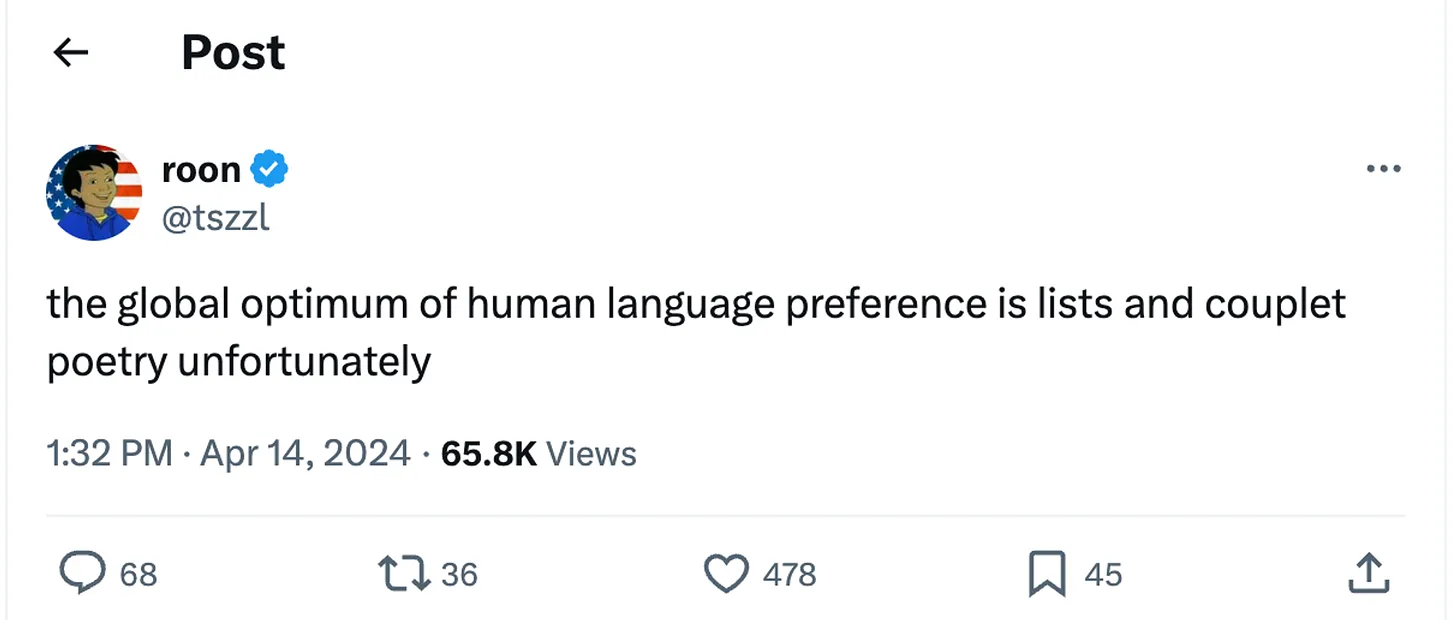 Post
roon
@tszzl
the global optimum of human language preference is lists and couplet
poetry unfortunately
1:32 PM · Apr 14, 2024 · 65.8K Views
68 36 478 45